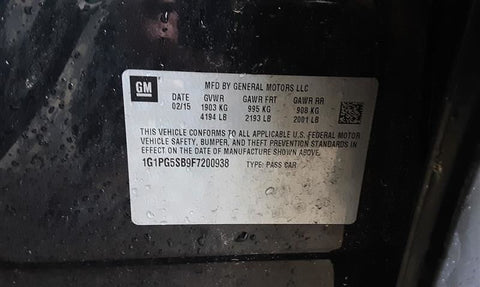 GM
MFD BY GENERAL MOTORS LLC
DATE GVWR GAWR FRT GAWR RR
02/15 1903 KG 995 KG 908 KG
4194 LB 2193 LB 2001 LB
THIS VEHICLE CONFORMS TO ALL APPLICABLE U.S. FEDERAL MOTOR
VEHICLE SAFETY, BUMPER, AND THEFT PREVENTION STANDARDS IN
EFFECT ON THE DATE OF MANUFACTURE SHOWN ABOVE.
1G1PG5SB9F7200938 TYPE: PASS CAR